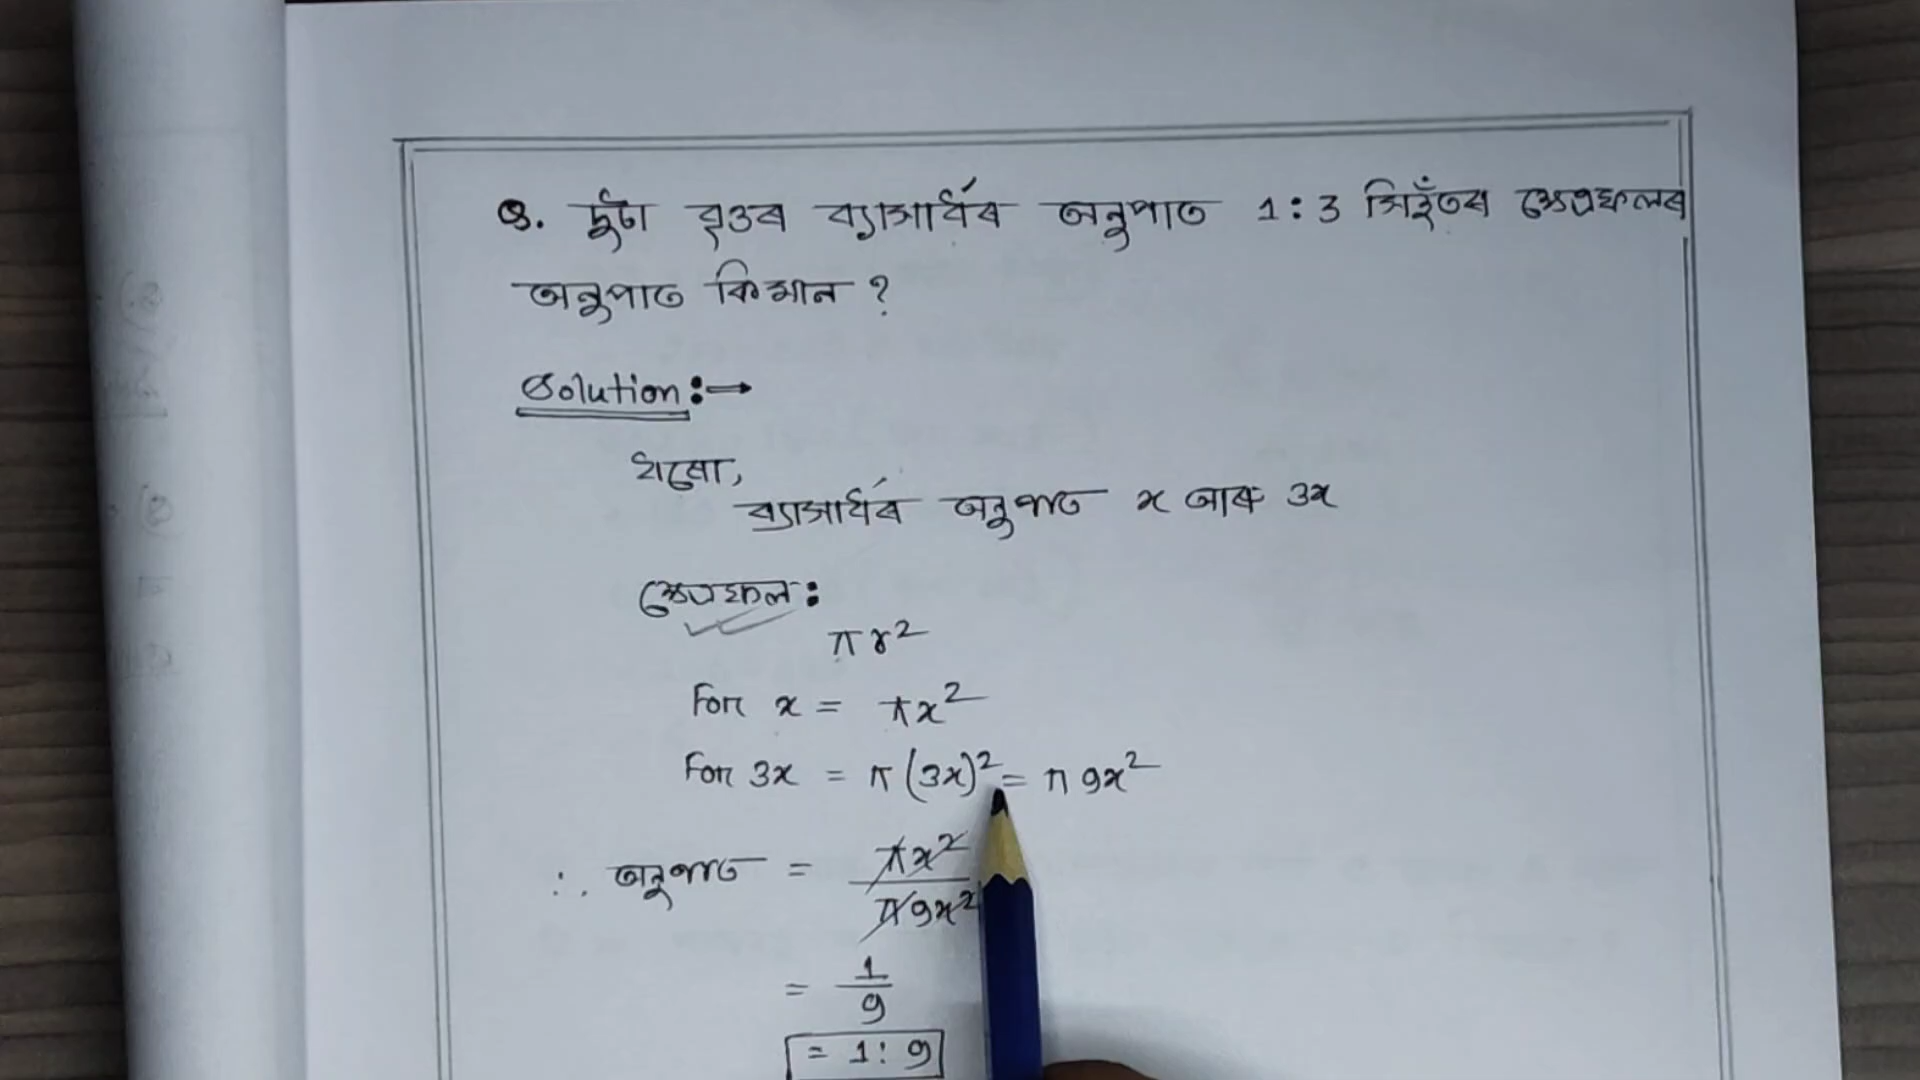 Q. দুটা বৃত্তৰ ব্যাসাৰ্ধৰ অনুপাত 1:3 সিহঁতৰ ক্ষেত্ৰফলৰ
অনুপাত কিমান ?
Solution :→
ধৰো,
ব্যাসাৰ্ধৰ অনুপাত x আৰু 3x
ক্ষেত্ৰফল :
πr²
For x = πx²
For 3x = π(3x)² = π9x²
∴ অনুপাত = πx²
π9x²
= 1
9
= 1:9